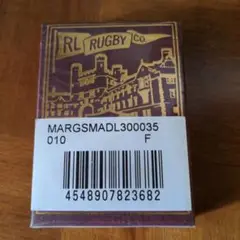 RL RUGBY Co.
MARGSMADL300035
010 F
4548907823682